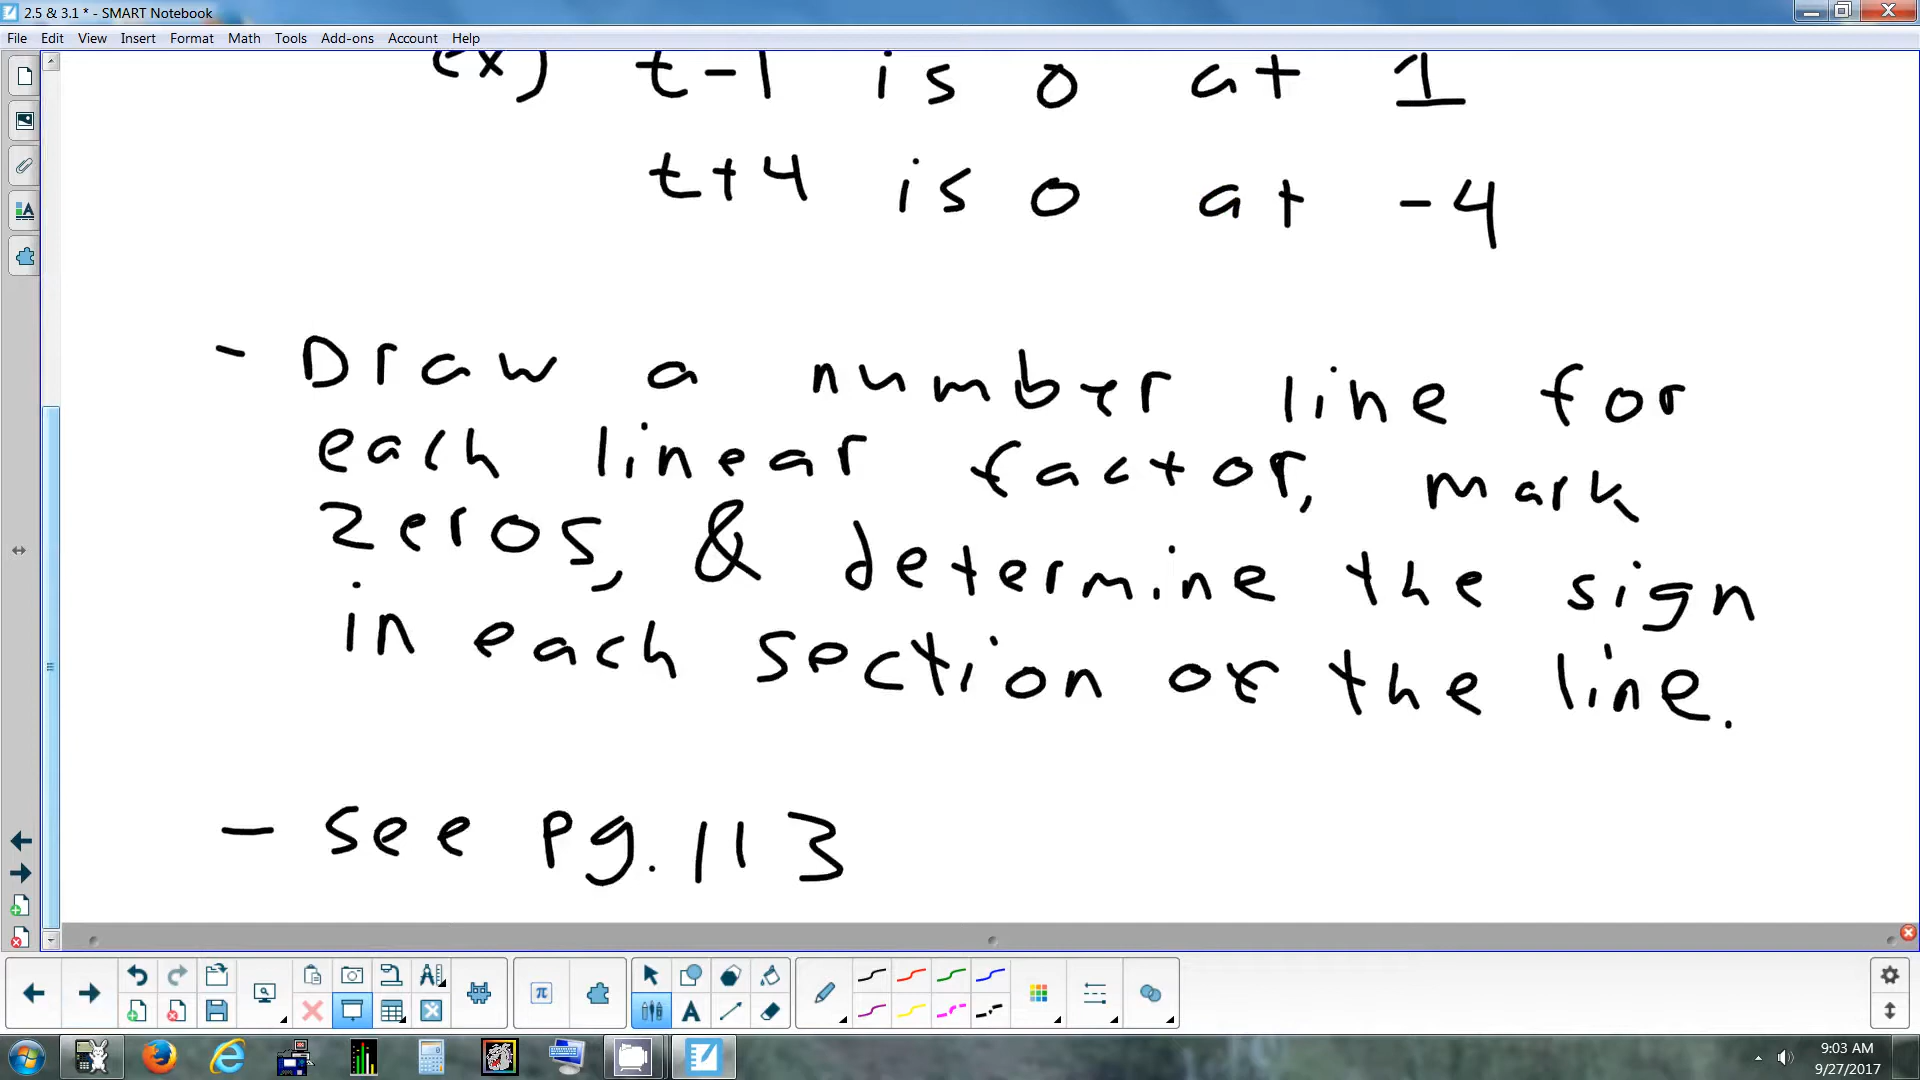 2.5 & 3.1 * - SMART Notebook
File Edit View Insert Format Math Tools Add-ons Account Help
ex) t-1 is 0 at 1
t+4 is 0 at -4
- Draw a number line for
each linear factor, mark
zeros, & determine the sign
in each section of the line.
- see pg. 113
9:03 AM
9/27/2017